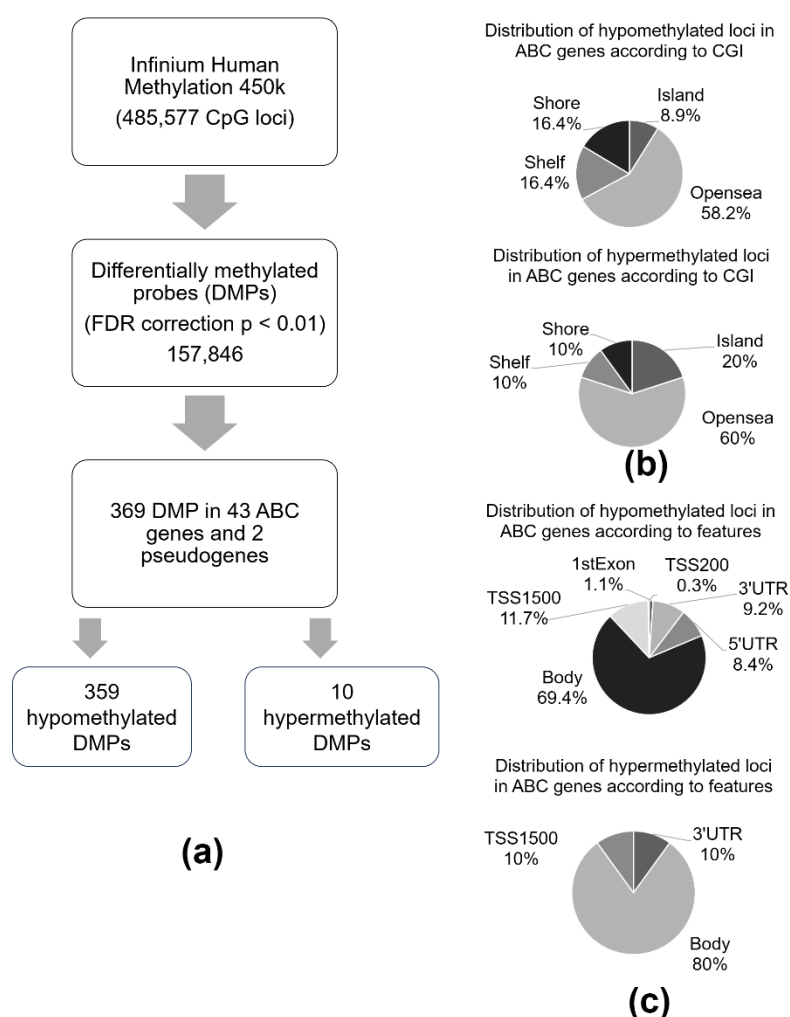 Infinium Human
Methylation 450k
(485,577 CpG loci)
Differentially methylated
probes (DMPs)
(FDR correction p < 0.01)
157,846
369 DMP in 43 ABC
genes and 2
pseudogenes
359
hypomethylated
DMPs
10
hypermethylated
DMPs
(a)
Distribution of hypomethylated loci in
ABC genes according to CGI
Shore
16.4%
Island
8.9%
Shelf
16.4%
Opensea
58.2%
Distribution of hypermethylated loci
in ABC genes according to CGI
Shore
10%
Island
20%
Shelf
10%
Opensea
60%
(b)
Distribution of hypomethylated loci in
ABC genes according to features
1stExon
1.1%
TSS200
0.3%
3'UTR
9.2%
TSS1500
11.7%
5'UTR
8.4%
Body
69.4%
Distribution of hypermethylated loci
in ABC genes according to features
TSS1500
10%
3'UTR
10%
Body
80%
(c)